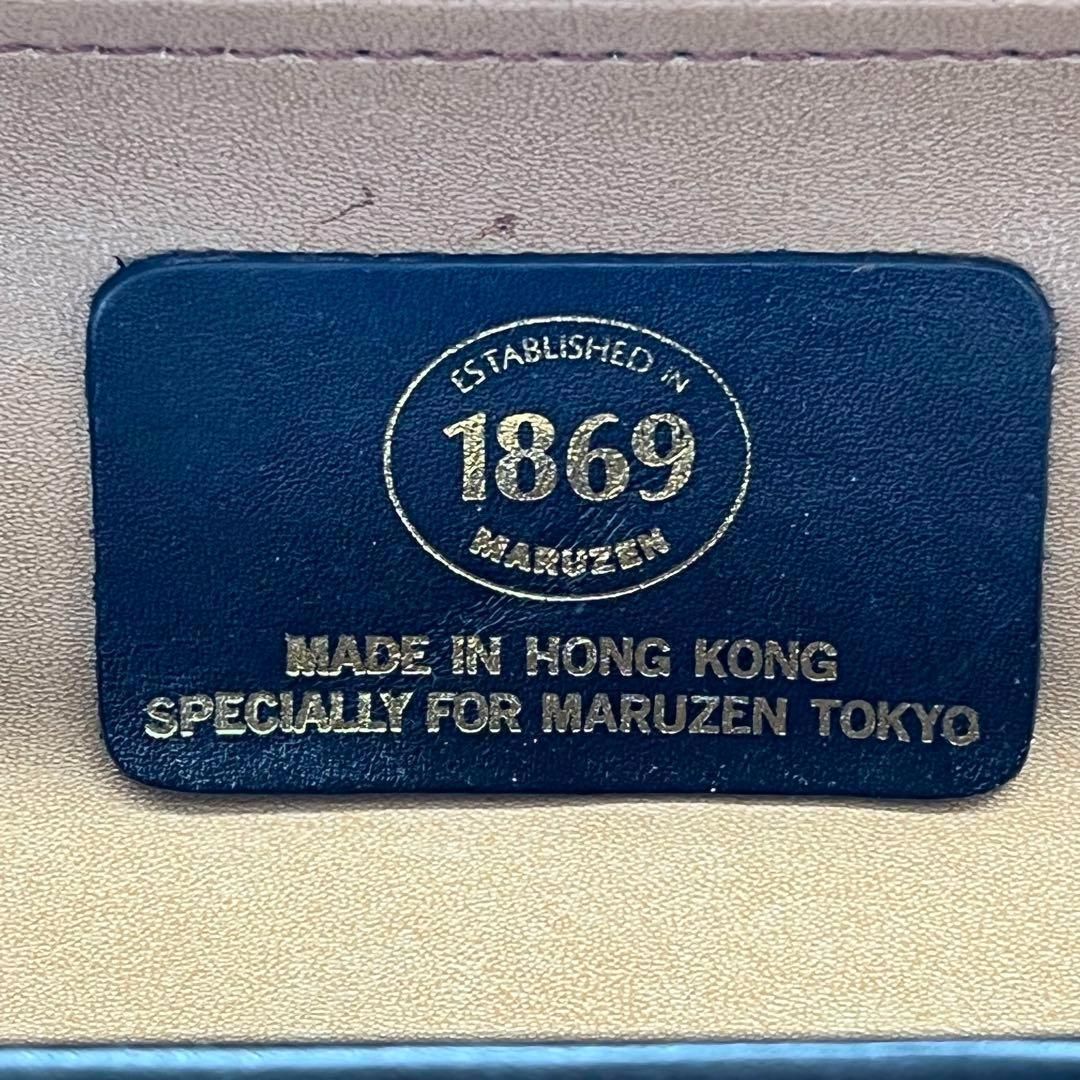 ESTABLISHED IN
1869
MARUZEN
MADE IN HONG KONG
SPECIALLY FOR MARUZEN TOKYO